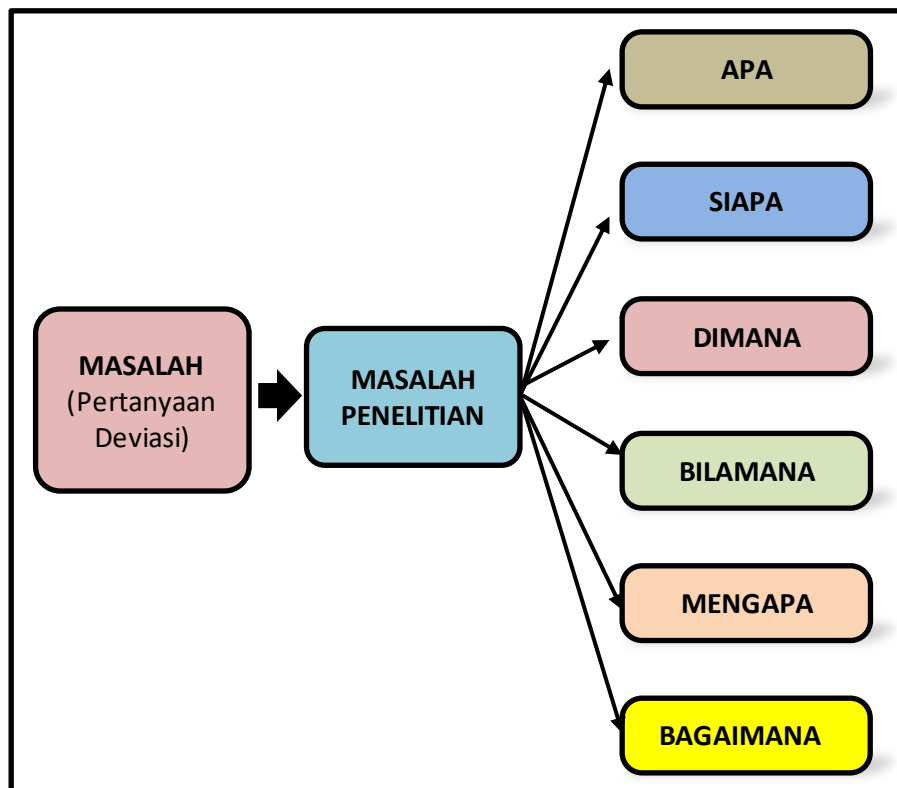 MASALAH
(Pertanyaan
Deviasi)
MASALAH
PENELITIAN
APA
SIAPA
DIMANA
BILAMANA
MENGAPA
BAGAIMANA